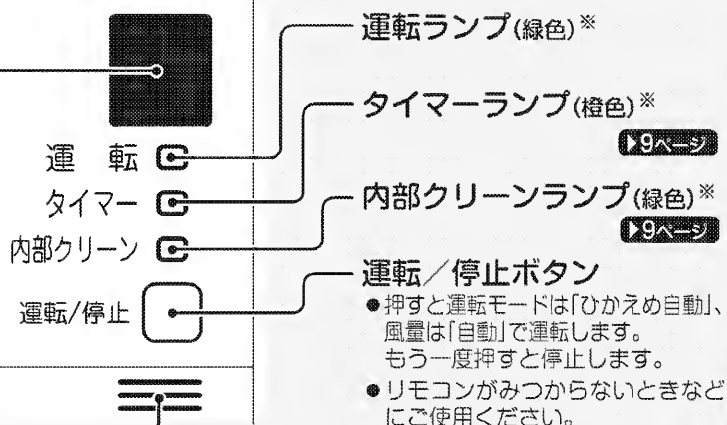 運転ランプ(緑色)※
タイマーランプ(橙色)※
▶9ページ
運 転
タイマー
内部クリーンランプ(緑色)※
▶9ページ
内部クリーン
運転/停止
運転/停止ボタン
●押すと運転モードは「ひかえめ自動」、
風量は「自動」で運転します。
もう一度押すと停止します。
●リモコンがみつからないときなど
にご使用ください。